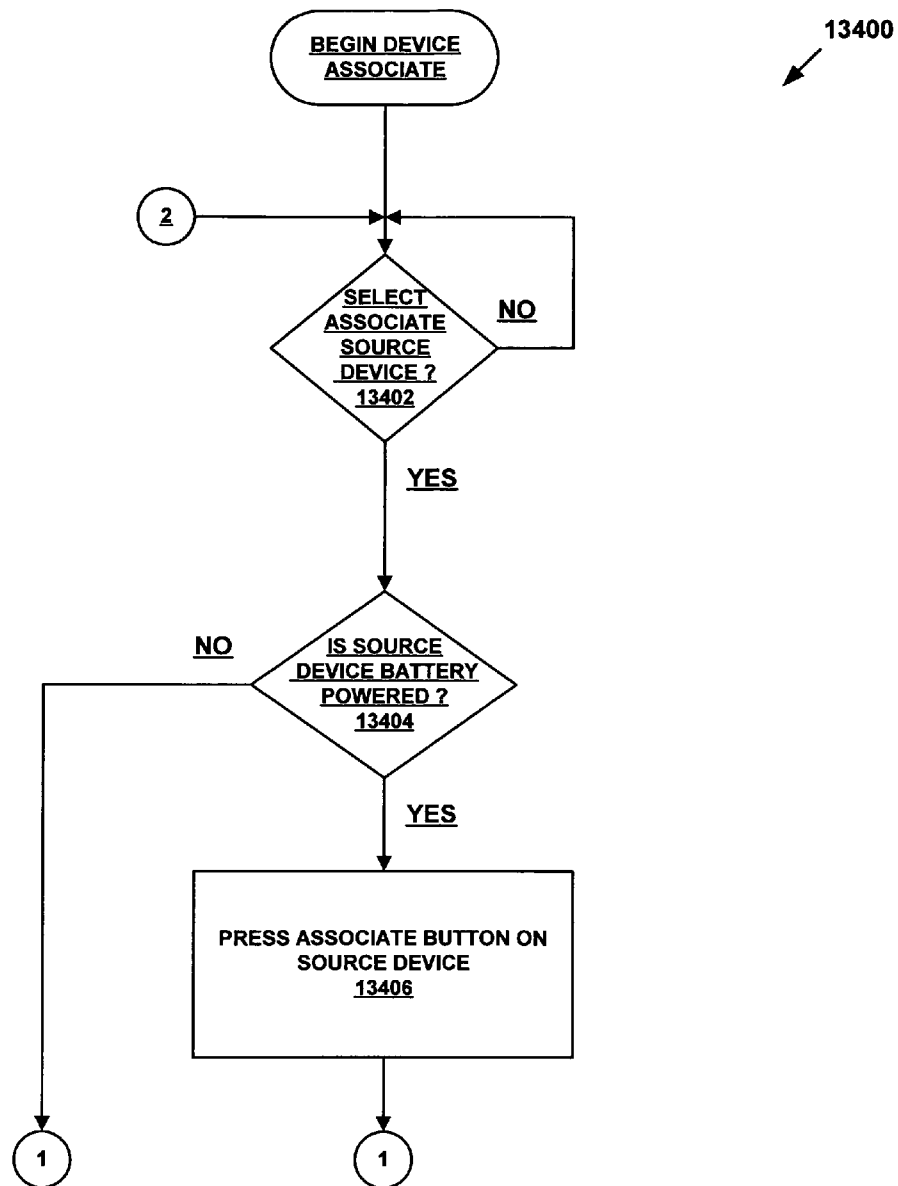 13400
BEGIN DEVICE
ASSOCIATE
2
SELECT
ASSOCIATE
SOURCE
DEVICE ?
13402
NO
YES
NO
IS SOURCE
DEVICE BATTERY
POWERED ?
13404
YES
PRESS ASSOCIATE BUTTON ON
SOURCE DEVICE
13406
1
1